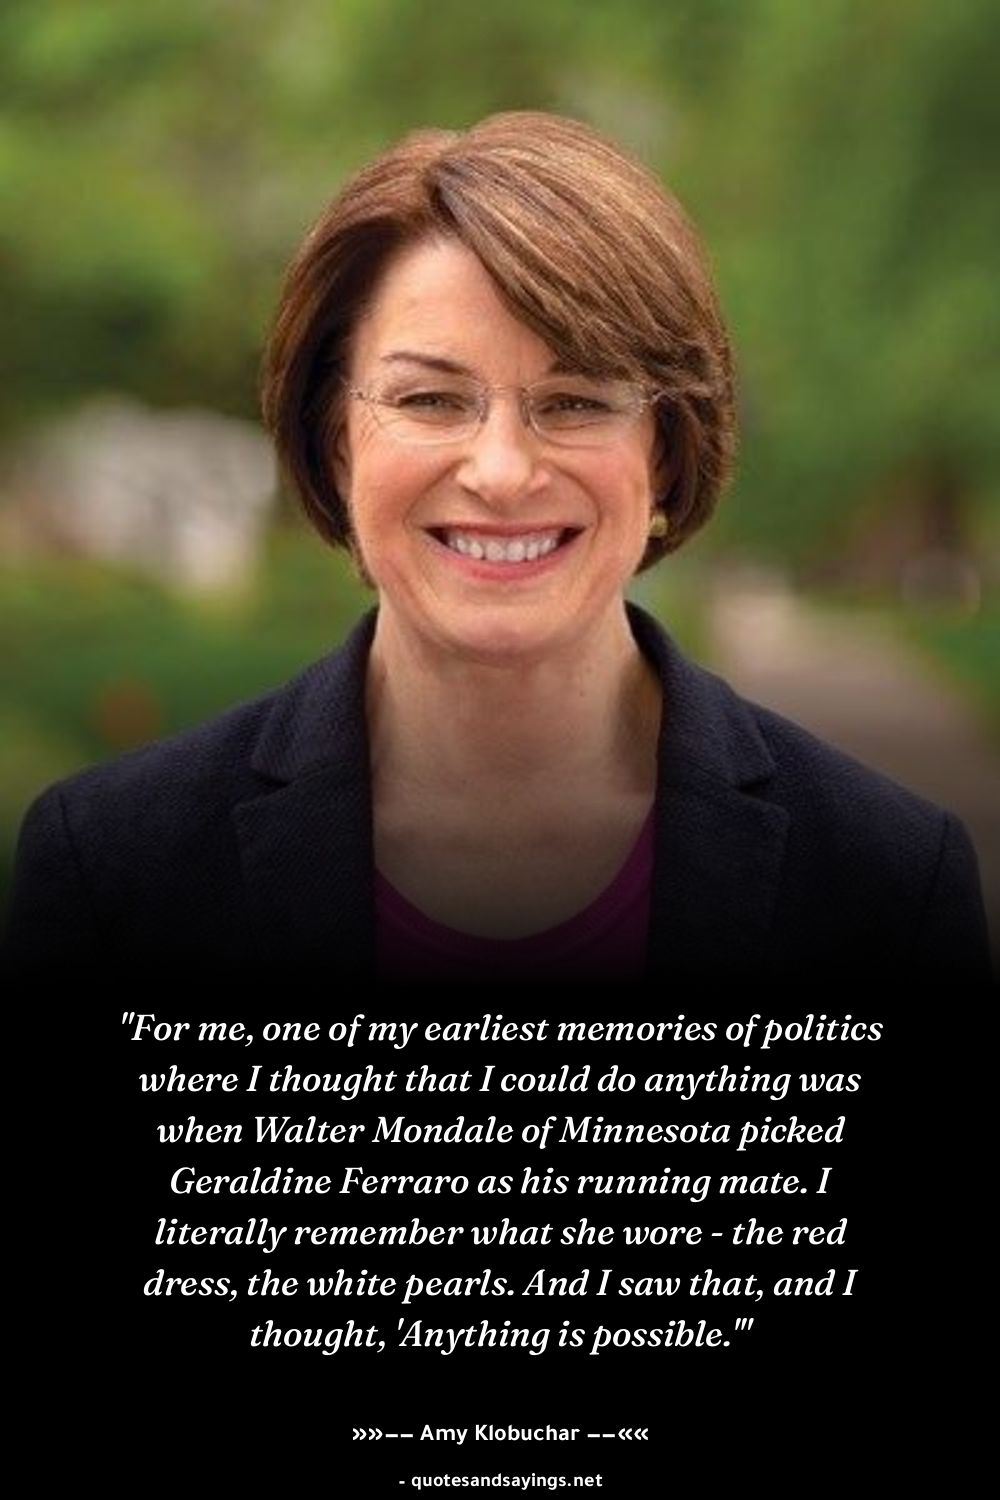 "For me, one of my earliest memories of politics
where I thought that I could do anything was
when Walter Mondale of Minnesota picked
Geraldine Ferraro as his running mate. I
literally remember what she wore - the red
dress, the white pearls. And I saw that, and I
thought, 'Anything is possible.'"
»»–– Amy Klobuchar ––««
- quotesandsayings.net